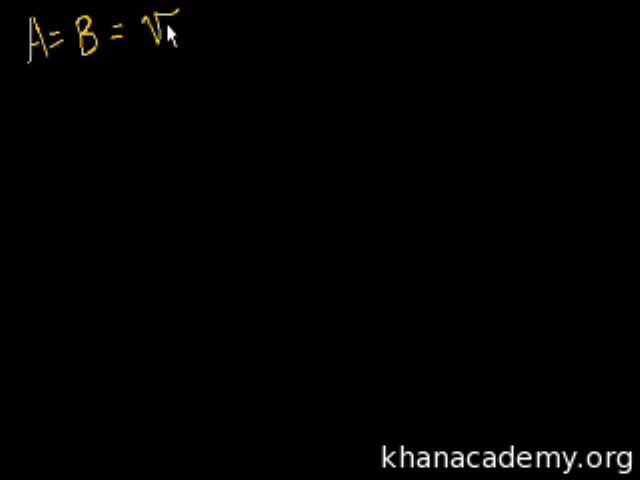 A = B = √
khanacademy.org